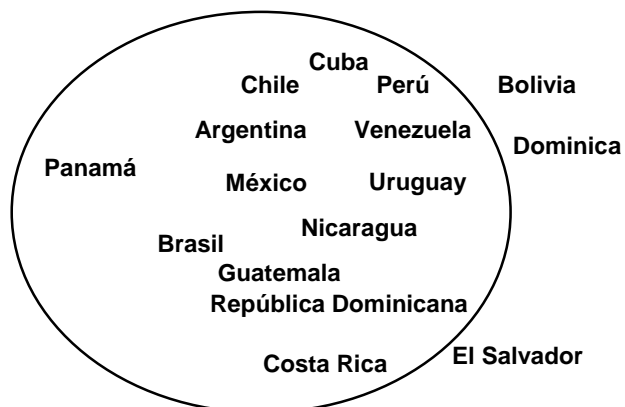 Cuba
Chile Perú Bolivia
Argentina Venezuela
Dominica
Panamá
México Uruguay
Nicaragua
Brasil
Guatemala
República Dominicana
El Salvador
Costa Rica